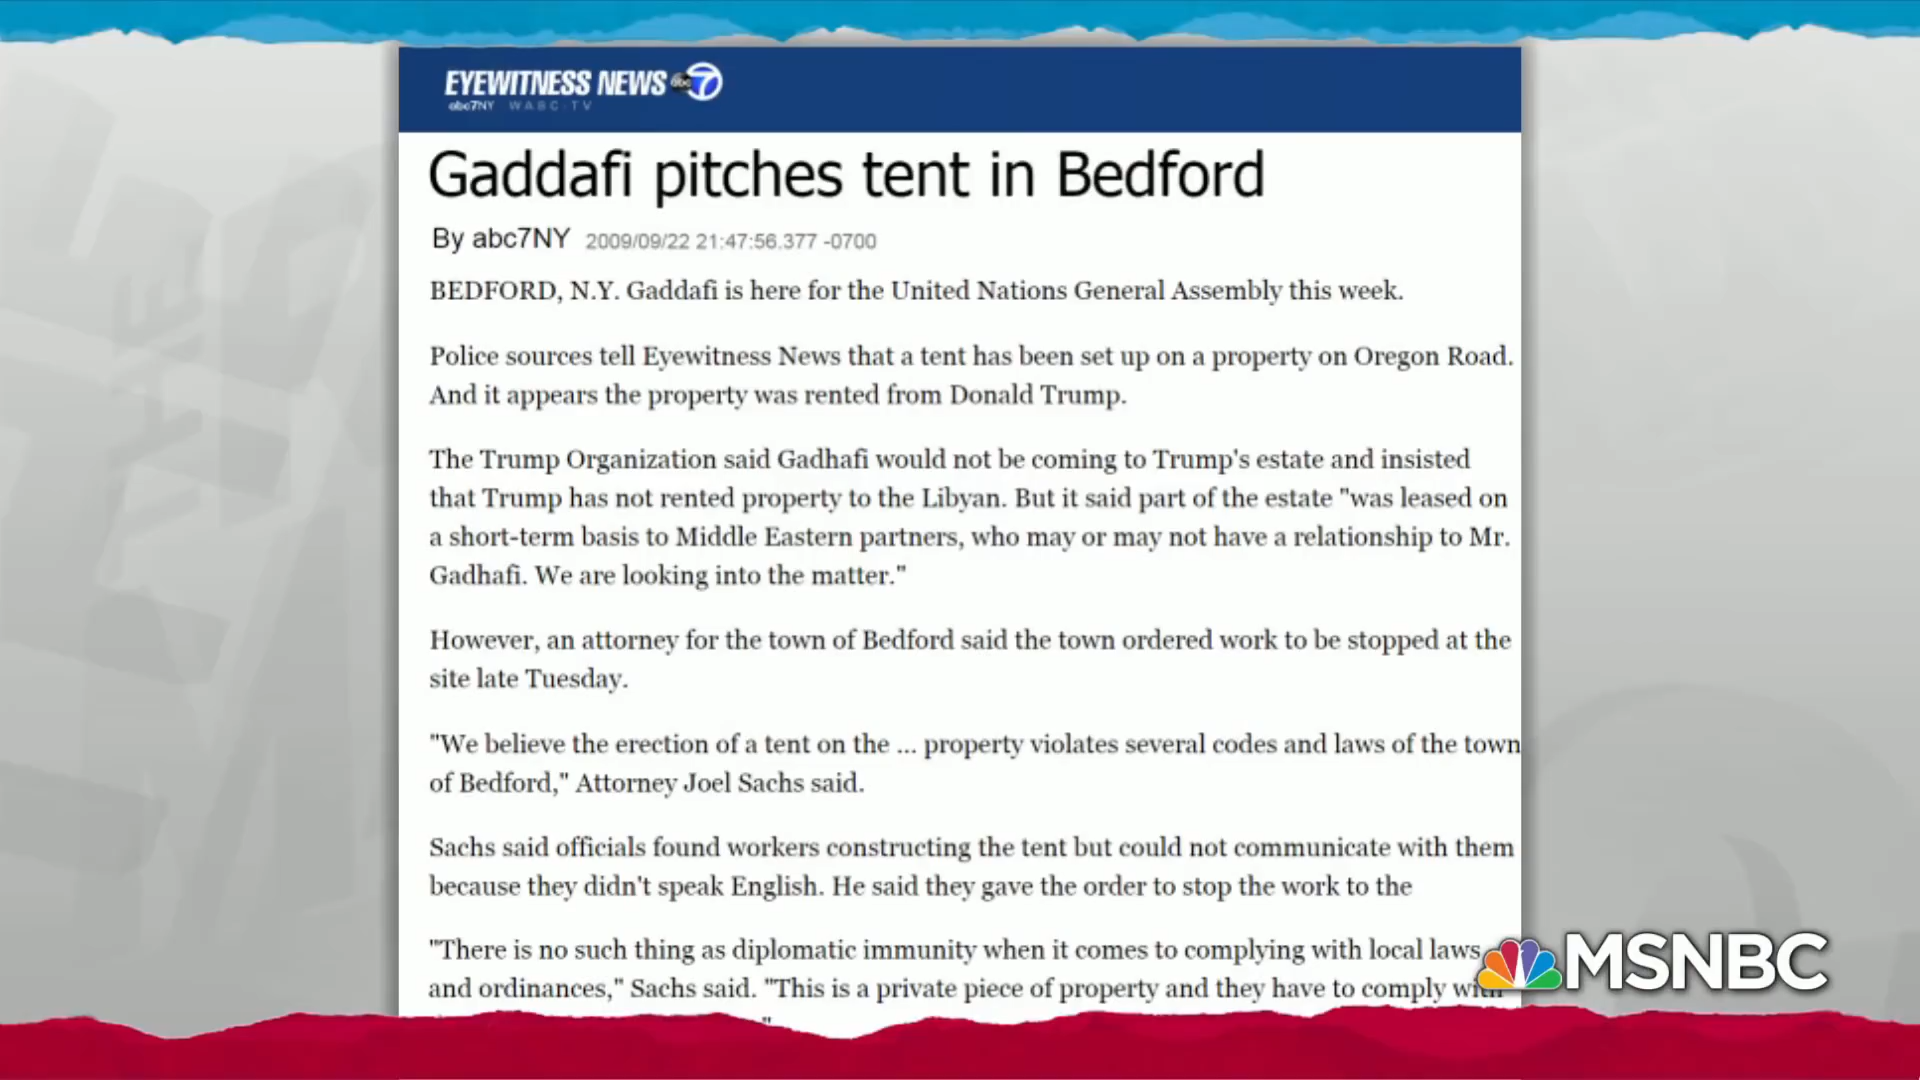 EYEWITNESS NEWS abc 7
abc7NY WABC-TV
Gaddafi pitches tent in Bedford
By abc7NY 2009/09/22 21:47:56.377 -0700
BEDFORD, N.Y. Gaddafi is here for the United Nations General Assembly this week.
Police sources tell Eyewitness News that a tent has been set up on a property on Oregon Road.
And it appears the property was rented from Donald Trump.
The Trump Organization said Gadhafi would not be coming to Trump's estate and insisted
that Trump has not rented property to the Libyan. But it said part of the estate "was leased on
a short-term basis to Middle Eastern partners, who may or may not have a relationship to Mr.
Gadhafi. We are looking into the matter."
However, an attorney for the town of Bedford said the town ordered work to be stopped at the
site late Tuesday.
"We believe the erection of a tent on the ... property violates several codes and laws of the town
of Bedford," Attorney Joel Sachs said.
Sachs said officials found workers constructing the tent but could not communicate with them
because they didn't speak English. He said they gave the order to stop the work to the
"There is no such thing as diplomatic immunity when it comes to complying with local laws
and ordinances," Sachs said. "This is a private piece of property and they have to comply with
MSNBC